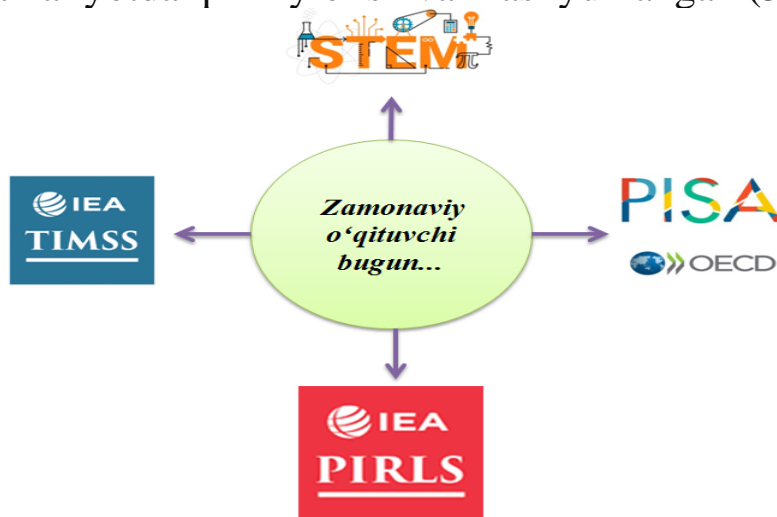 STEM
IEA
TIMSS
Zamonaviy
o‘qituvchi
bugun...
PISA
OECD
IEA
PIRLS